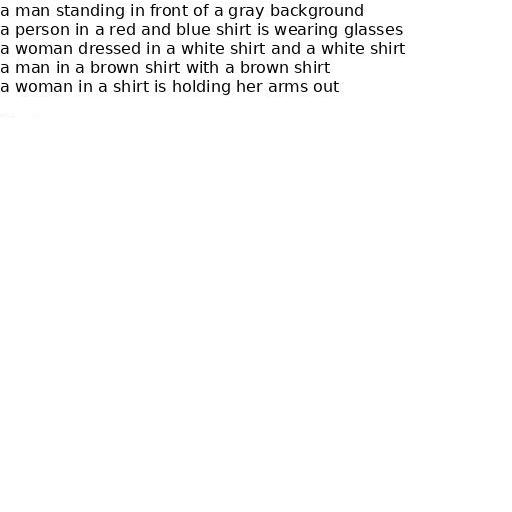 a man standing in front of a gray background
a person in a red and blue shirt is wearing glasses
a woman dressed in a white shirt and a white shirt
a man in a brown shirt with a brown shirt
a woman in a shirt is holding her arms out